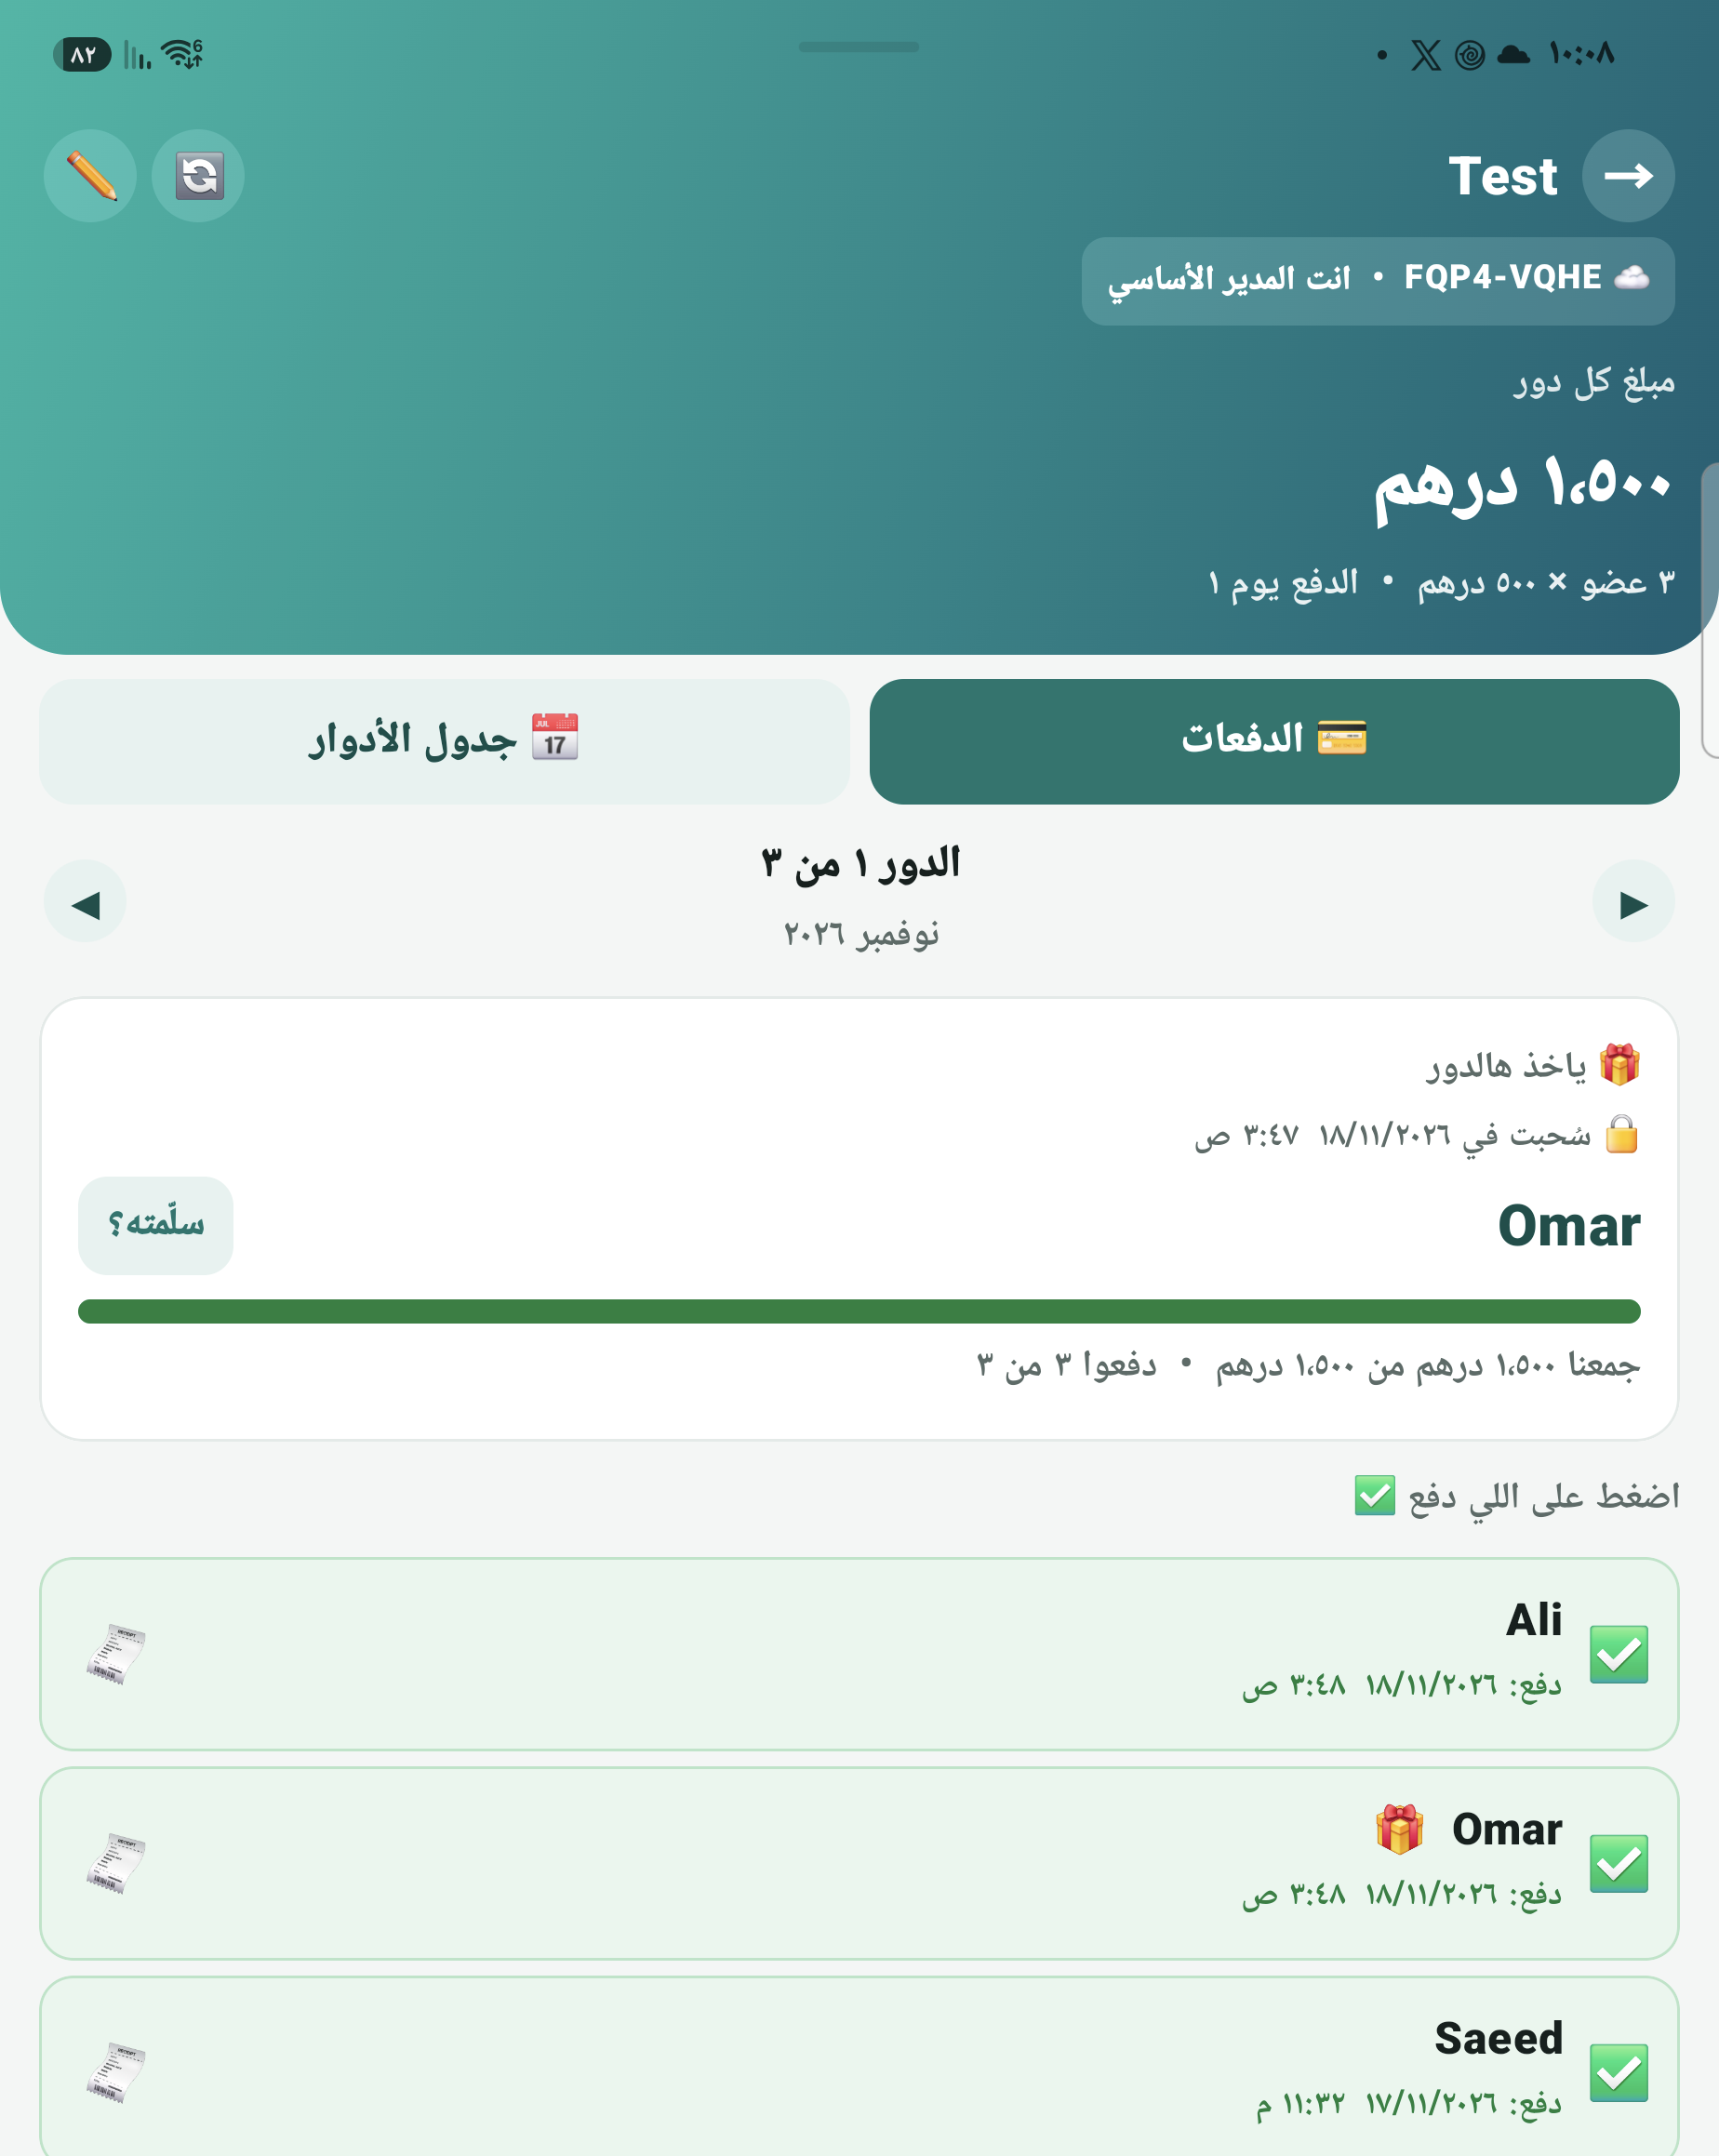 ١٠:٠٨
٨٢
Test
FQP4-VQHE • انت المدير الأساسي
مبلغ كل دور
١،٥٠٠ درهم
٣ عضو × ٥٠٠ درهم • الدفع يوم ١
الدفعات
جدول الأدوار
الدور ١ من ٣
نوفمبر ٢٠٢٦
ياخذ هالدور
سُحبت في ١٨/١١/٢٠٢٦ ٣:٤٧ ص
Omar
سلّمته؟
جمعنا ١،٥٠٠ درهم من ١،٥٠٠ درهم • دفعوا ٣ من ٣
اضغط على اللي دفع ✅
Ali
دفع: ١٨/١١/٢٠٢٦ ٣:٤٨ ص
Omar
دفع: ١٨/١١/٢٠٢٦ ٣:٤٨ ص
Saeed
دفع: ١٧/١١/٢٠٢٦ ١١:٣٢ م